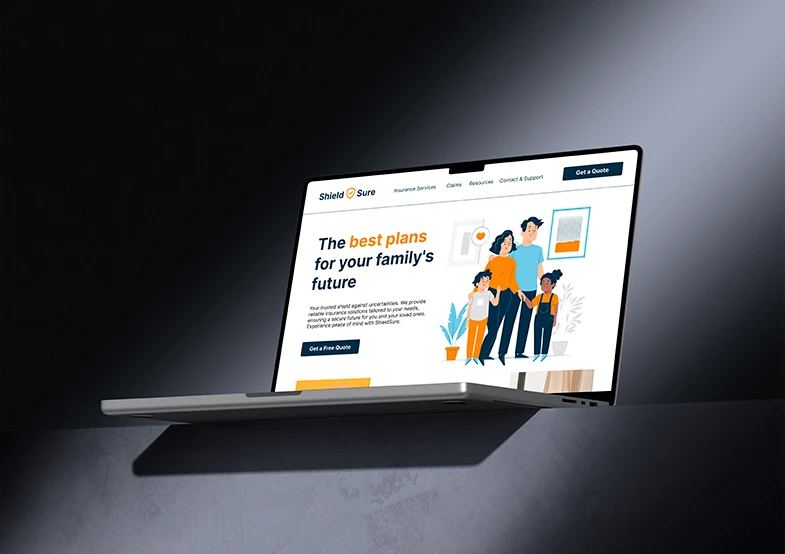 Shield Sure
Insurance Services
Claims
Resources
Contact & Support
Get a Quote
The best plans
for your family's
future
Your trusted shield against uncertainties. We provide
reliable insurance solutions tailored to your needs,
ensuring a secure future for you and your loved ones.
Experience peace of mind with ShieldSure.
Get a Free Quote